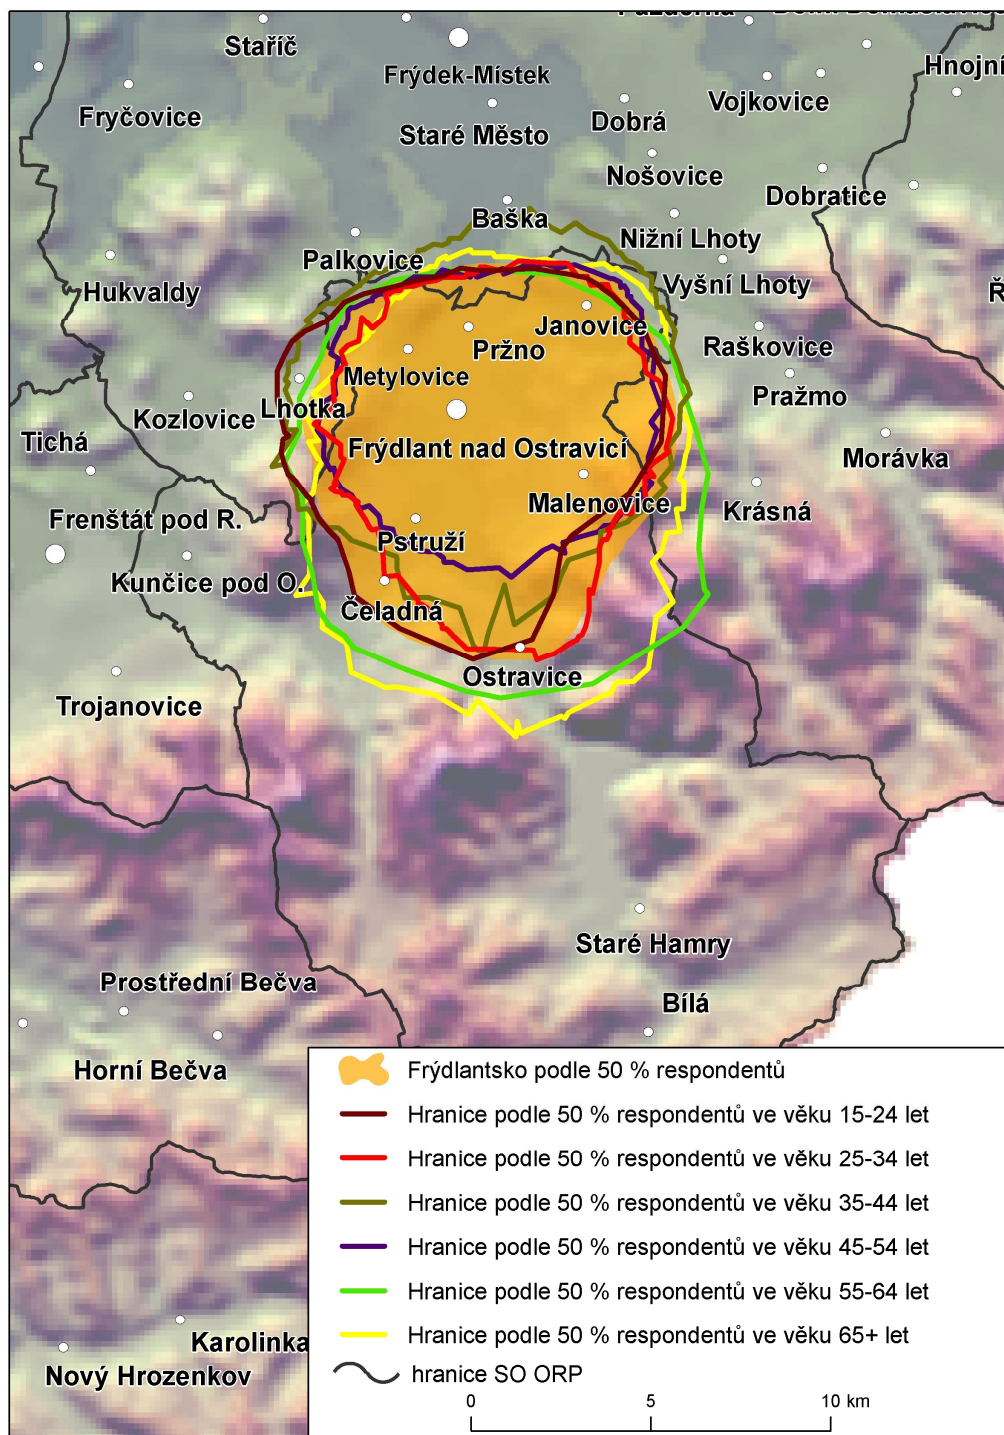 Staříč
Frýdek-Místek
Hnojní
Fryčovice
Vojkovice
Dobrá
Staré Město
Nošovice
Dobratice
Baška
Nižní Lhoty
Palkovice
Vyšní Lhoty
Hukvaldy
Ř
Janovice
Pržno
Raškovice
Metylovice
Pražmo
Lhotka
Kozlovice
Tichá
Frýdlant nad Ostravicí
Morávka
Malenovice
Krásná
Frenštát pod R.
Pstruží
Kunčice pod O.
Čeladná
Ostravice
Trojanovice
Staré Hamry
Prostřední Bečva
Bílá
Horní Bečva
Karolinka
Nový Hrozenkov
Frýdlantsko podle 50 % respondentů
Hranice podle 50 % respondentů ve věku 15-24 let
Hranice podle 50 % respondentů ve věku 25-34 let
Hranice podle 50 % respondentů ve věku 35-44 let
Hranice podle 50 % respondentů ve věku 45-54 let
Hranice podle 50 % respondentů ve věku 55-64 let
Hranice podle 50 % respondentů ve věku 65+ let
hranice SO ORP
0 5 10 km